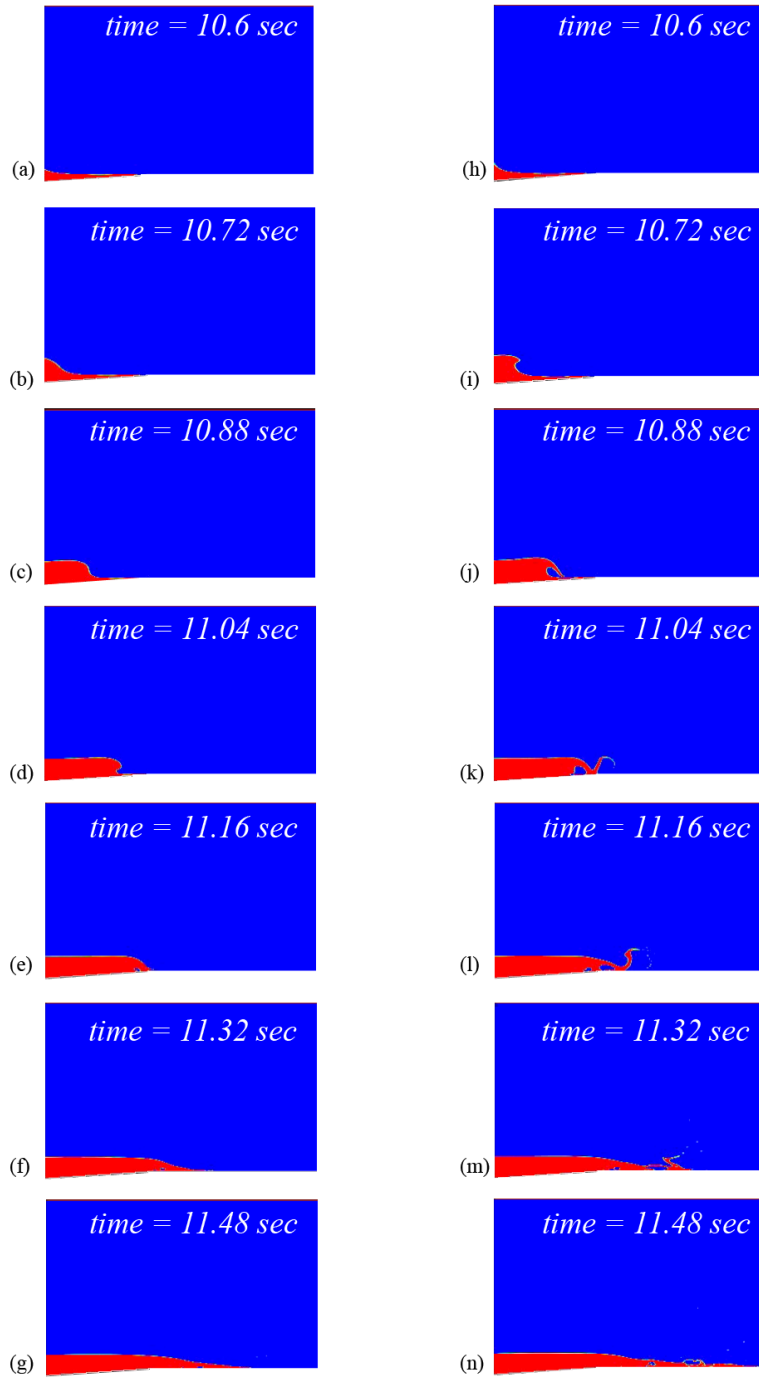 time = 10.6 sec
(a)
time = 10.72 sec
(b)
time = 10.88 sec
(c)
time = 11.04 sec
(d)
time = 11.16 sec
(e)
time = 11.32 sec
(f)
time = 11.48 sec
(g)
time = 10.6 sec
(h)
time = 10.72 sec
(i)
time = 10.88 sec
(j)
time = 11.04 sec
(k)
time = 11.16 sec
(l)
time = 11.32 sec
(m)
time = 11.48 sec
(n)